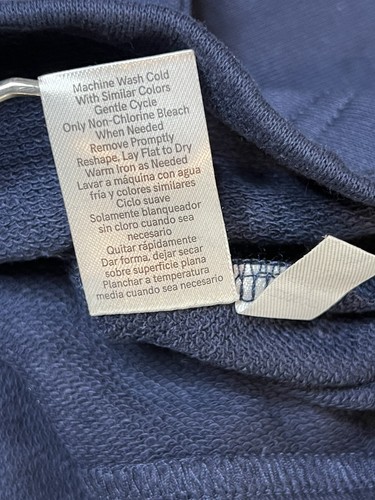 Machine Wash Cold
With Similar Colors
Gentle Cycle
Only Non-Chlorine Bleach
When Needed
Remove Promptly
Reshape, Lay Flat to Dry
Warm Iron as Needed
Lavar a máquina con agua
fría y colores similares
Ciclo suave
Solamente blanqueador
sin cloro cuando sea
necesario
Quitar rápidamente
Dar forma, dejar secar
sobre superficie plana
Planchar a temperatura
media cuando sea necesario